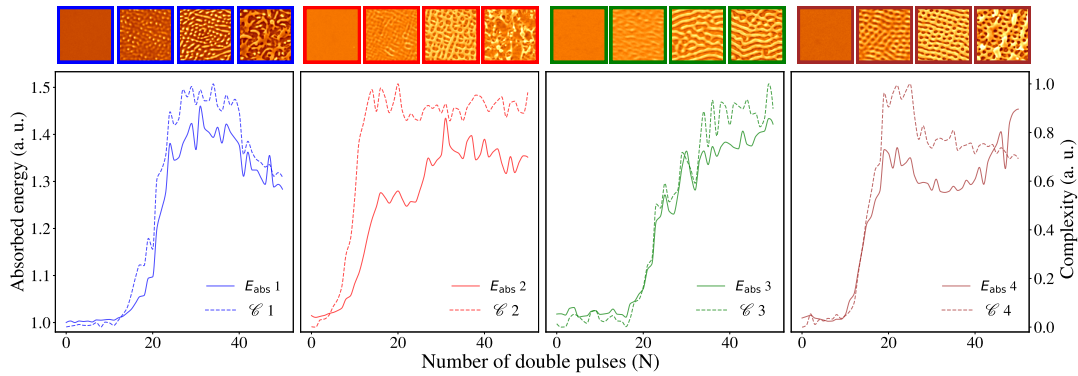 Absorbed energy (a. u.)
1.5
1.4
1.3
1.2
1.1
1.0
E_abs 1
𝒞 1
0
20
40
E_abs 2
𝒞 2
0
20
40
E_abs 3
𝒞 3
0
20
40
E_abs 4
𝒞 4
0
20
40
1.0
0.8
0.6
0.4
0.2
0.0
Complexity (a. u.)
Number of double pulses (N)